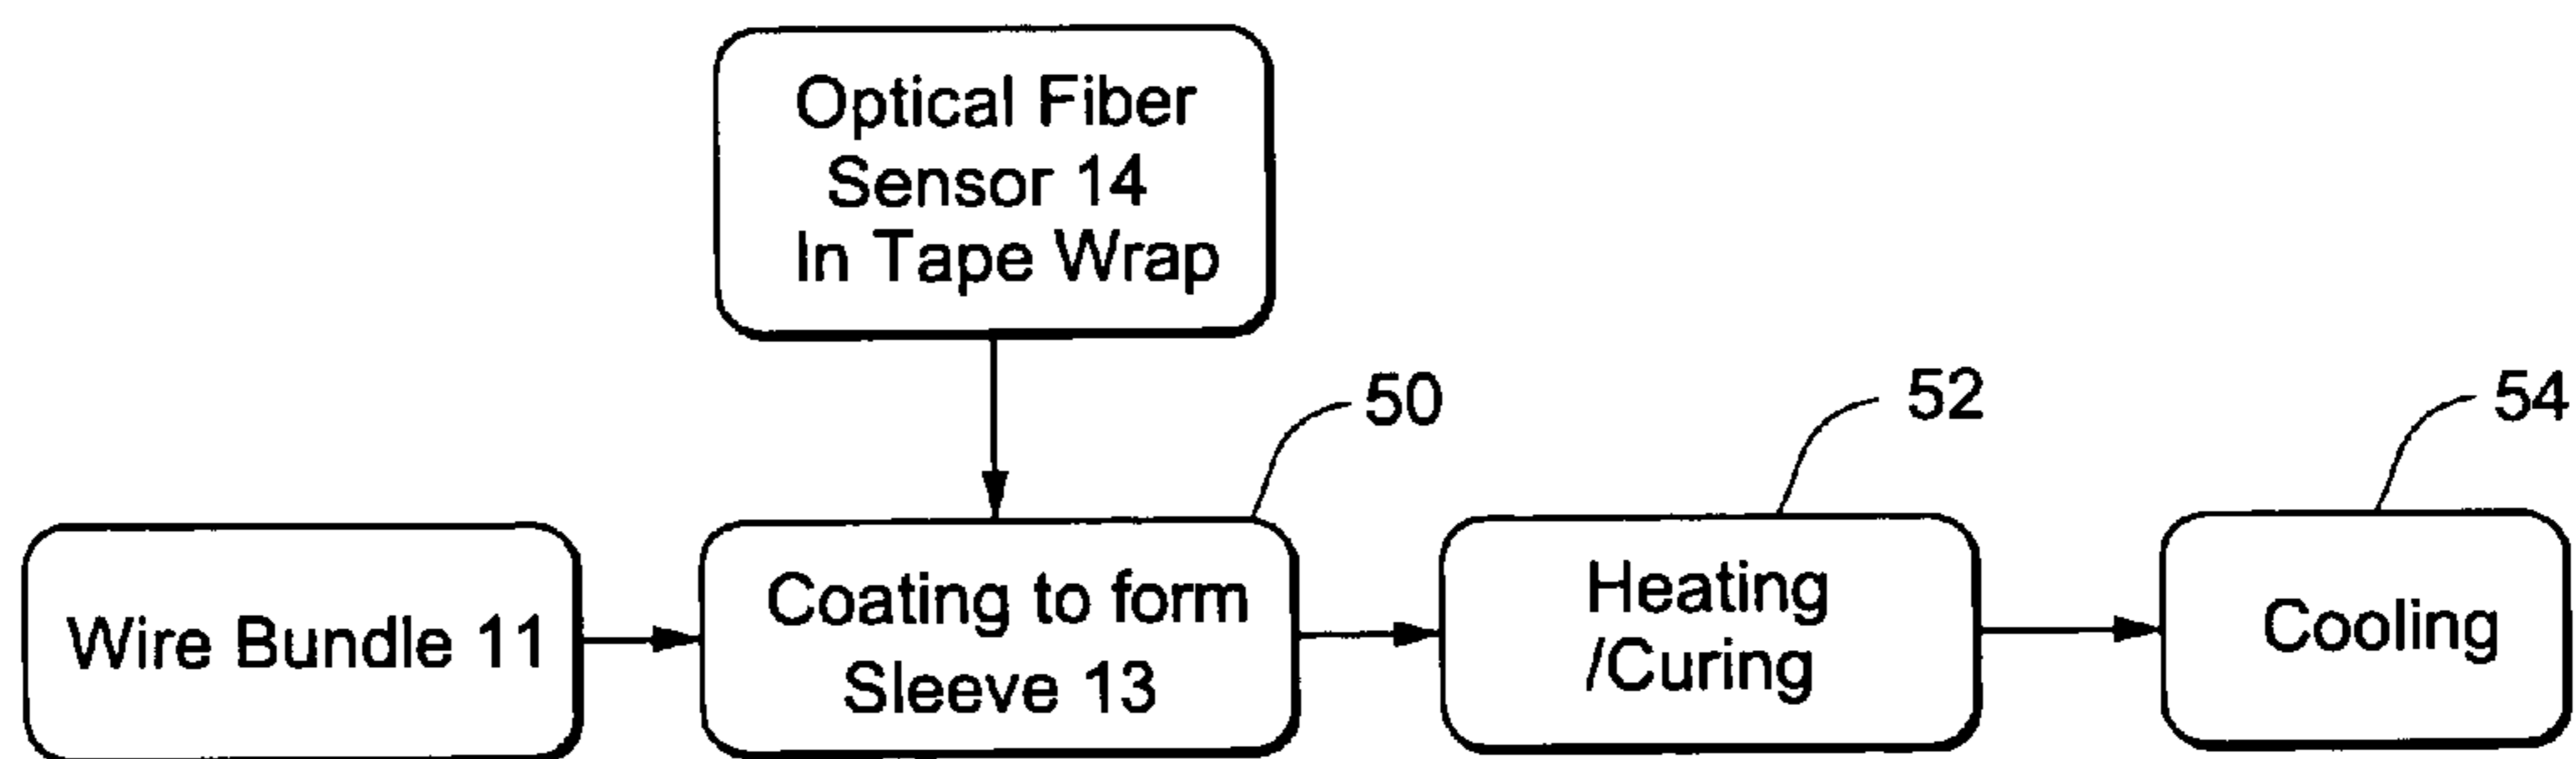 Optical Fiber
Sensor 14
In Tape Wrap
50
52
54
Wire Bundle 11
Coating to form
Sleeve 13
Heating
/Curing
Cooling